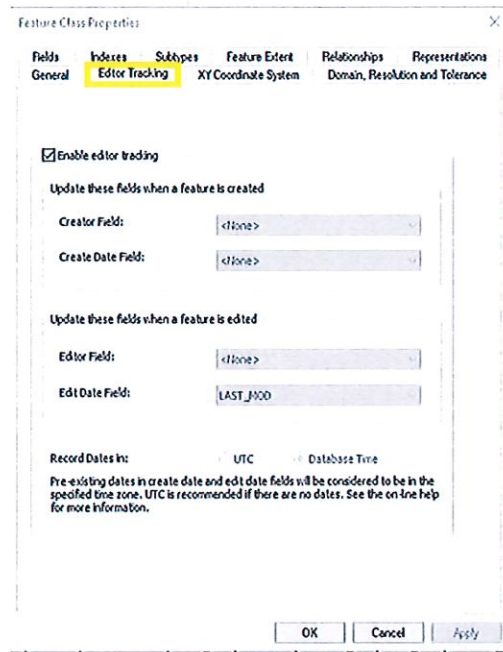 Feature Class Properties
Fields Indexes Subtypes Feature Extent Relationships Representations
General Editor Tracking XY Coordinate System Domain, Resolution and Tolerance
Enable editor tracking
Update these fields when a feature is created
Creator Field: <None>
Create Date Field: <None>
Update these fields when a feature is edited
Editor Field: <None>
Edit Date Field: LAST_MOD
Record Dates in: UTC Database Time
Pre-existing dates in create date and edit date fields will be considered to be in the
specified time zone. UTC is recommended if there are no dates. See the on-line help
for more information.
OK Cancel Apply